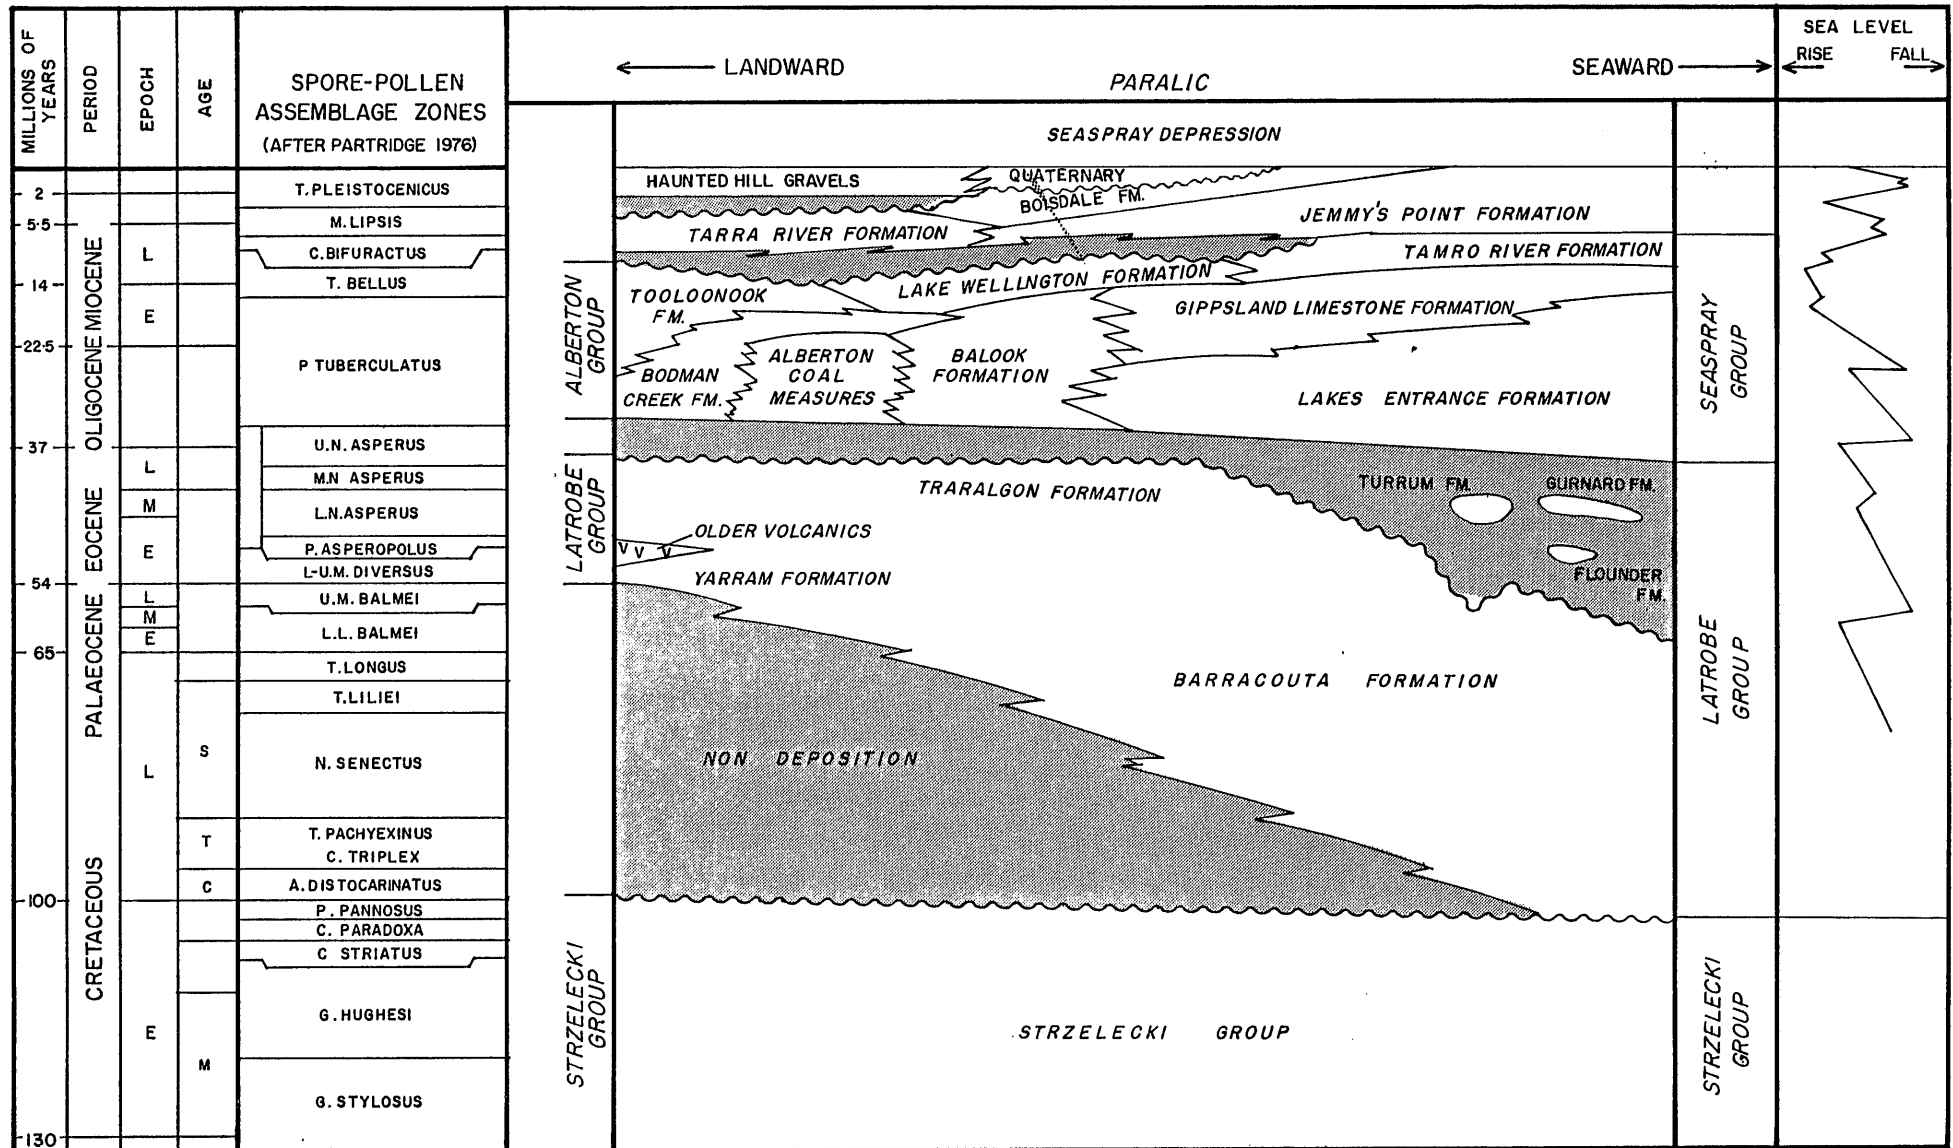 MILLIONS OF
YEARS
PERIOD
EPOCH
AGE
SPORE-POLLEN
ASSEMBLAGE ZONES
(AFTER PARTRIDGE 1976)
LANDWARD
PARALIC
SEAWARD
SEA LEVEL
RISE FALL
SEASPRAY DEPRESSION
2
5·5
14
22·5
37
54
65
100
130
MIOCENE
OLIGOCENE
EOCENE
PALAEOCENE
CRETACEOUS
L
E
L
M
E
L
M
E
L
E
S
T
C
M
T. PLEISTOCENICUS
M. LIPSIS
C. BIFURACTUS
T. BELLUS
P TUBERCULATUS
U.N. ASPERUS
M.N ASPERUS
L.N. ASPERUS
P. ASPEROPOLUS
L-U.M. DIVERSUS
U.M. BALMEI
L.L. BALMEI
T. LONGUS
T. LILIEI
N. SENECTUS
T. PACHYEXINUS
C. TRIPLEX
A. DISTOCARINATUS
P. PANNOSUS
C. PARADOXA
C STRIATUS
G. HUGHESI
G. STYLOSUS
ALBERTON
GROUP
LATROBE
GROUP
STRZELECKI
GROUP
HAUNTED HILL GRAVELS
QUATERNARY
BOISDALE FM.
JEMMY'S POINT FORMATION
TARRA RIVER FORMATION
TAMRO RIVER FORMATION
LAKE WELLINGTON FORMATION
TOOLOONOOK
FM.
GIPPSLAND LIMESTONE FORMATION
BODMAN
CREEK FM.
ALBERTON
COAL
MEASURES
BALOOK
FORMATION
LAKES ENTRANCE FORMATION
TRARALGON FORMATION
TURRUM FM.
GURNARD FM.
OLDER VOLCANICS
V V V
FLOUNDER
FM.
YARRAM FORMATION
BARRACOUTA FORMATION
NON DEPOSITION
STRZELECKI GROUP
SEASPRAY
GROUP
LATROBE
GROUP
STRZELECKI
GROUP